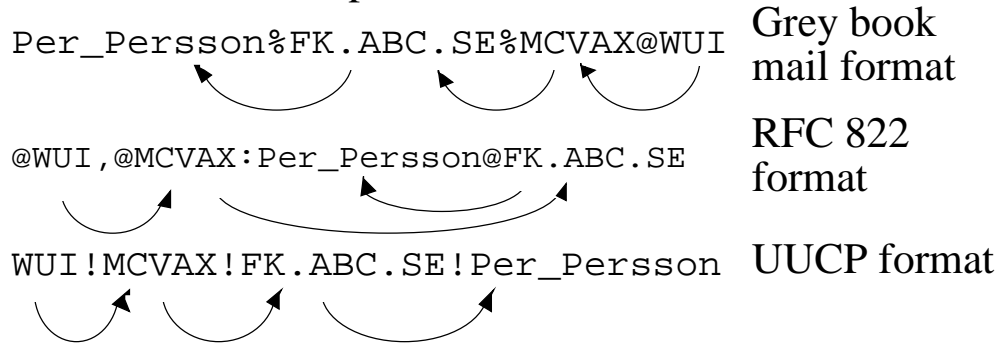 Per_Persson%FK.ABC.SE%MCVAX@WUI
Grey book
mail format
@WUI,@MCVAX:Per_Persson@FK.ABC.SE
RFC 822
format
WUI!MCVAX!FK.ABC.SE!Per_Persson
UUCP format